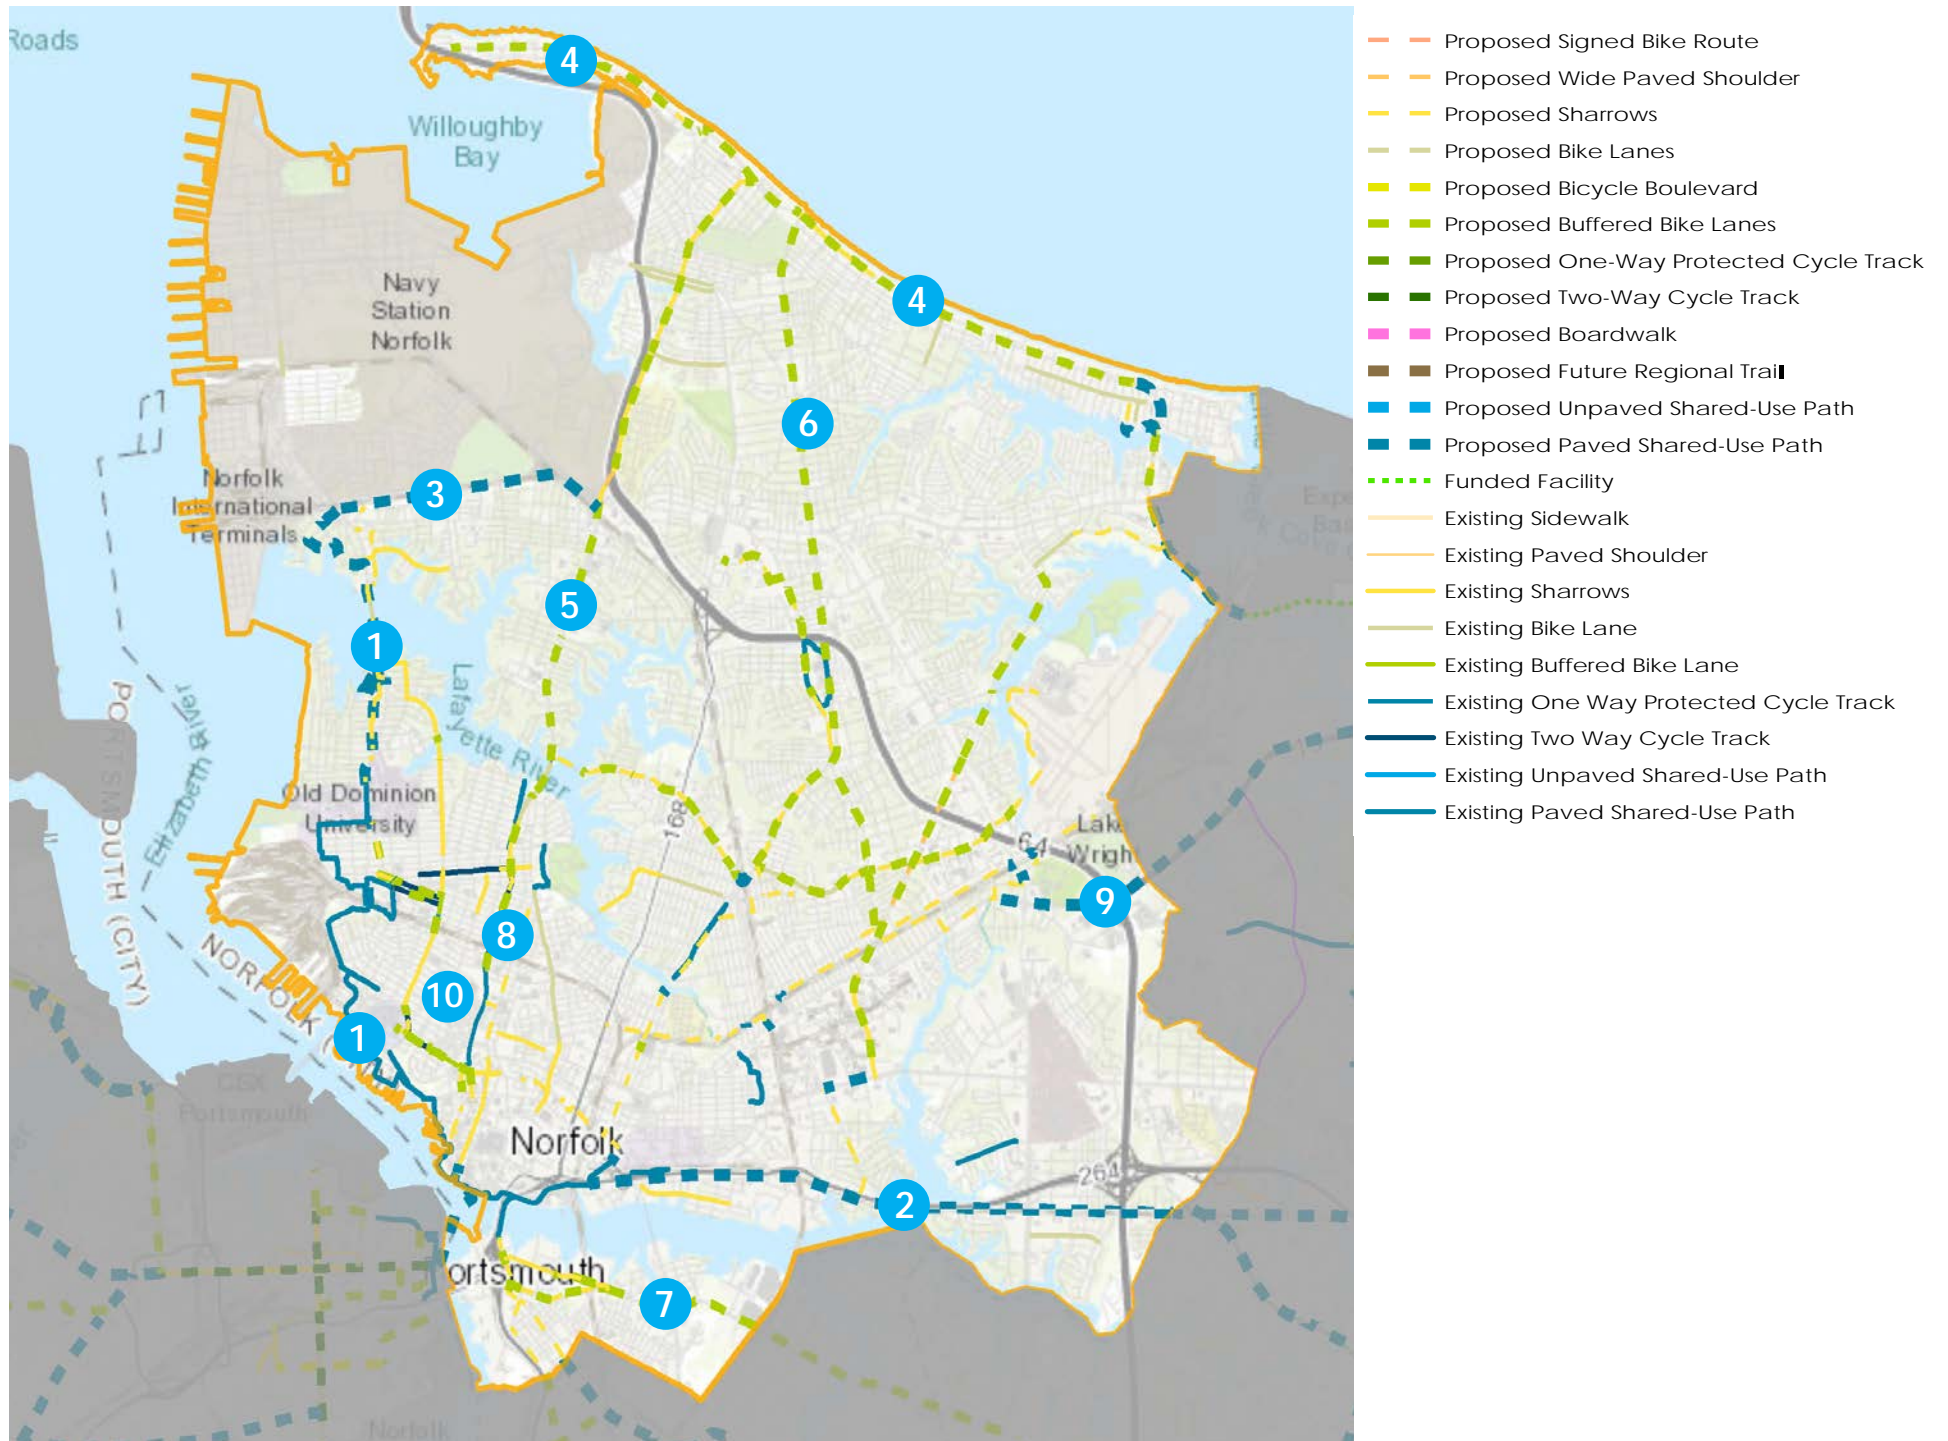 Roads
4
Willoughby
Bay
Navy
Station
Norfolk
4
6
3
Norfolk
International
Terminals
5
1
Lafayette River
PORTSMOUTH (CITY)
Elizabeth River
Old Dominion
University
168
64
Lake
Wright
9
8
NORFOLK
10
1
CSX
Portsmouth
Norfolk
264
2
ortsmouth
7
Norfolk
Proposed Signed Bike Route
Proposed Wide Paved Shoulder
Proposed Sharrows
Proposed Bike Lanes
Proposed Bicycle Boulevard
Proposed Buffered Bike Lanes
Proposed One-Way Protected Cycle Track
Proposed Two-Way Cycle Track
Proposed Boardwalk
Proposed Future Regional Trail
Proposed Unpaved Shared-Use Path
Proposed Paved Shared-Use Path
Funded Facility
Existing Sidewalk
Existing Paved Shoulder
Existing Sharrows
Existing Bike Lane
Existing Buffered Bike Lane
Existing One Way Protected Cycle Track
Existing Two Way Cycle Track
Existing Unpaved Shared-Use Path
Existing Paved Shared-Use Path